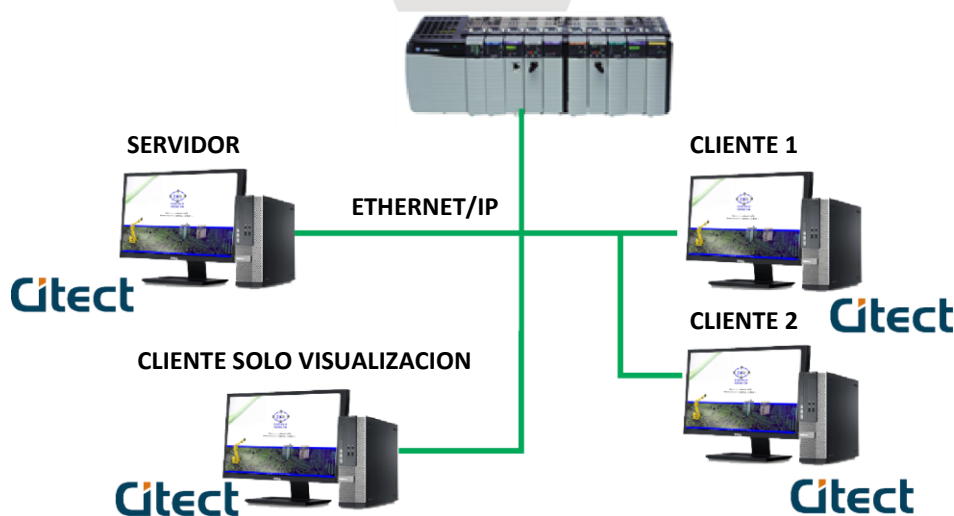 SERVIDOR
CLIENTE 1
ETHERNET/IP
Citect
Citect
CLIENTE 2
CLIENTE SOLO VISUALIZACION
Citect
Citect